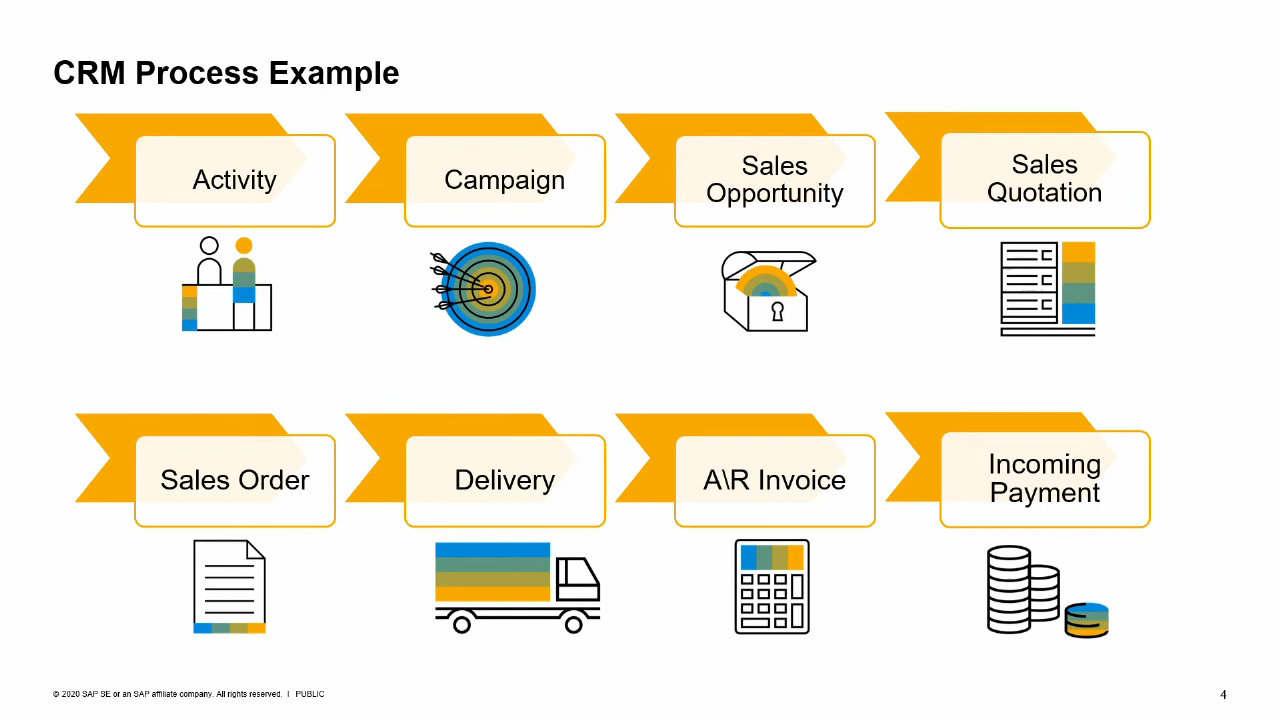 CRM Process Example
Activity
Campaign
Sales
Opportunity
Sales
Quotation
Sales Order
Delivery
A\R Invoice
Incoming
Payment
© 2020 SAP SE or an SAP affiliate company. All rights reserved. I PUBLIC
4